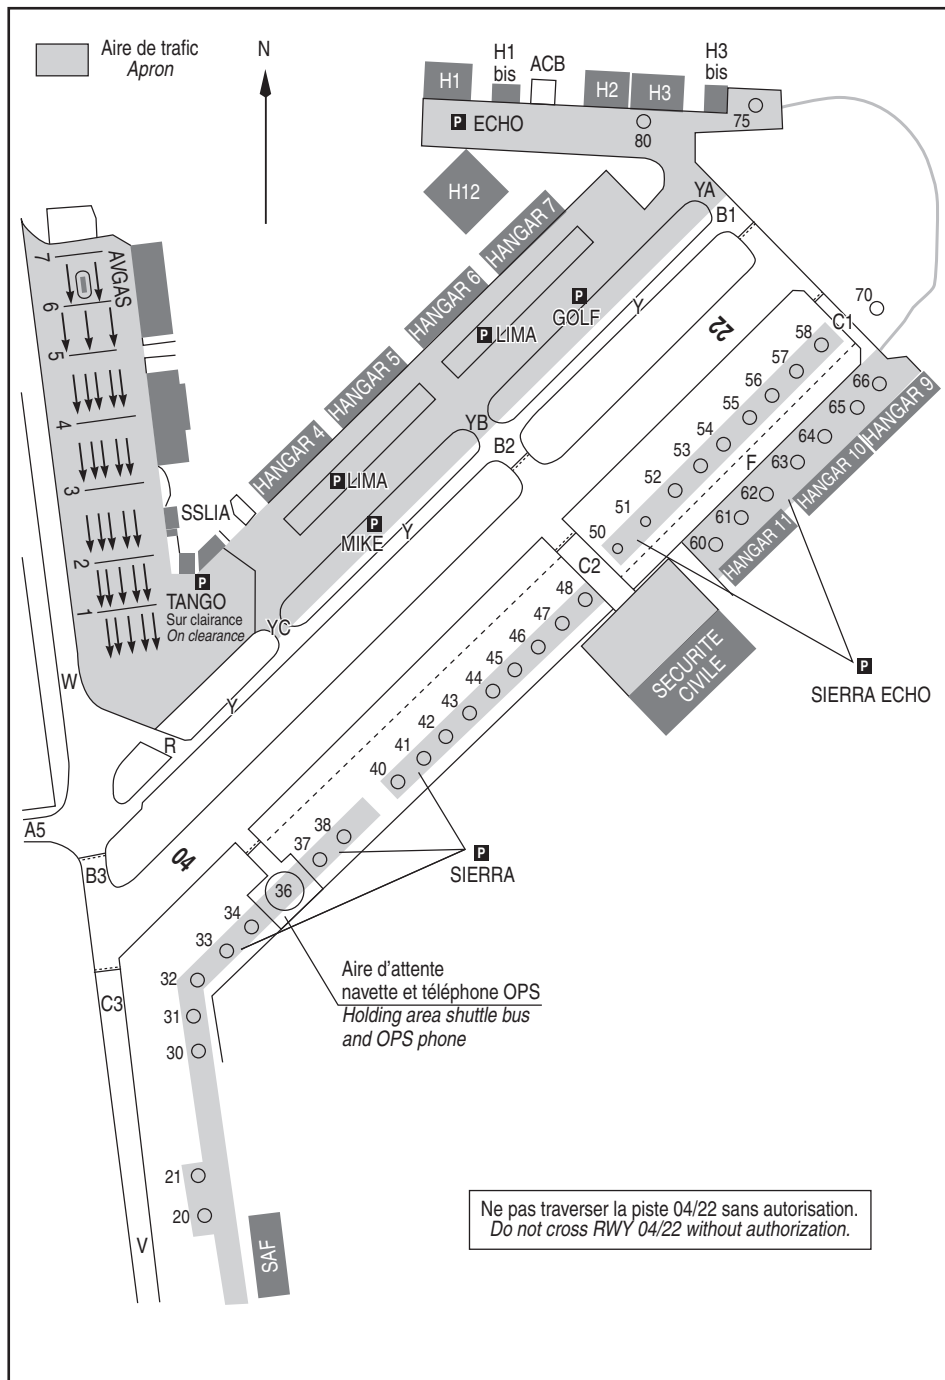 Aire de trafic
Apron
N
H1
H1
bis
ACB
H2
H3
H3
bis
75
P ECHO
80
H12
YA
B1
HANGAR 7
7
AVGAS
6
HANGAR 6
P
GOLF
Y
22
70
P LIMA
C1
58
5
57
HANGAR 5
56
66
HANGAR 9
55
65
4
YB
54
64
HANGAR 4
B2
53
F
63
HANGAR 10
3
P LIMA
52
62
SSLIA
51
61
P
MIKE
Y
50
60
HANGAR 11
2
C2
P
TANGO
Sur clairance
On clearance
48
1
YC
47
46
SECURITE
CIVILE
P
SIERRA ECHO
45
W
44
Y
43
R
42
41
40
A5
38
04
37
P
SIERRA
B3
36
34
33
32
Aire d'attente
navette et téléphone OPS
Holding area shuttle bus
and OPS phone
C3
31
30
21
20
Ne pas traverser la piste 04/22 sans autorisation.
Do not cross RWY 04/22 without authorization.
V
SAF